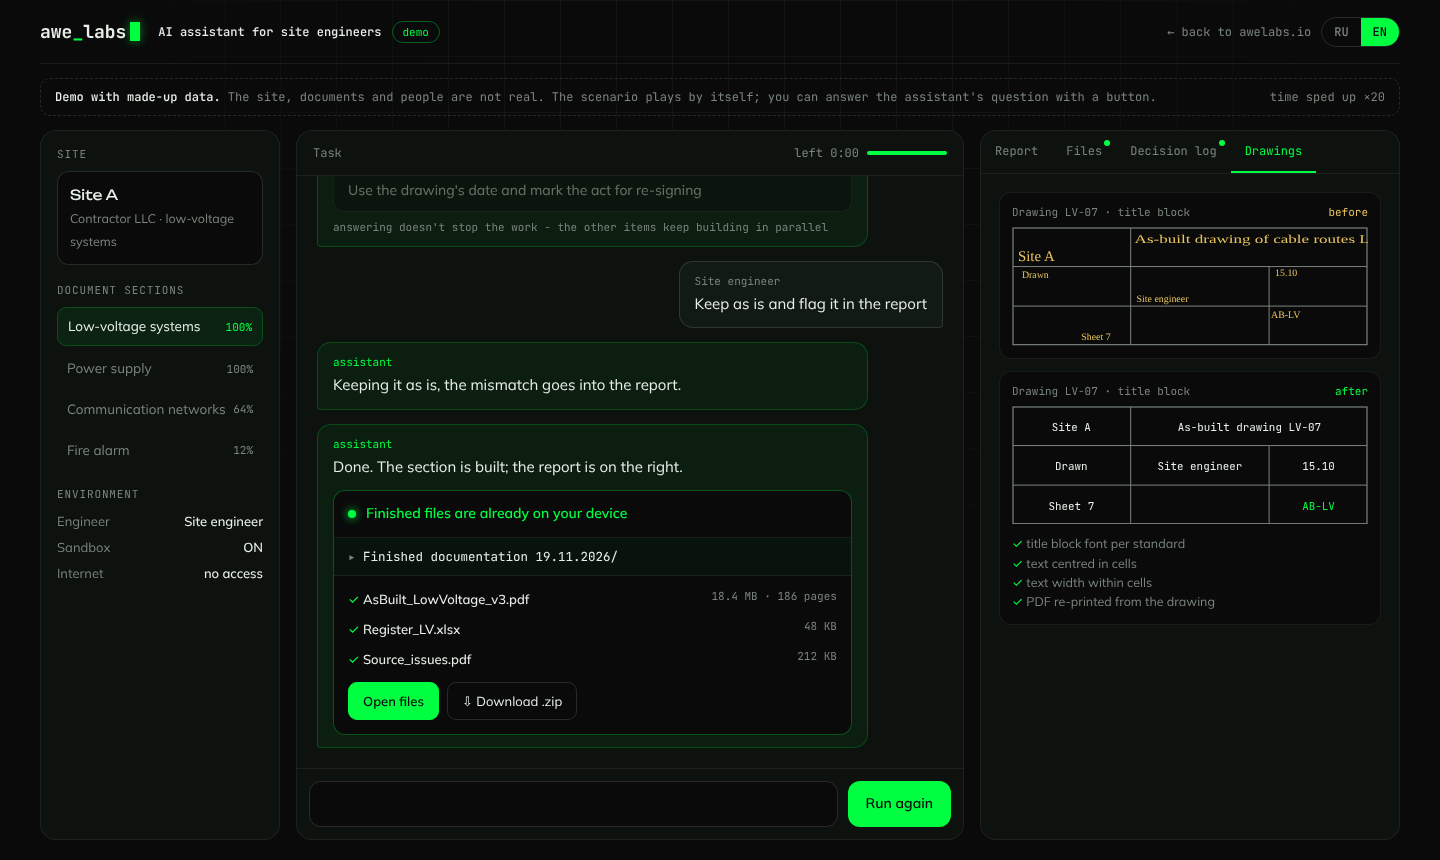 awe_labs
AI assistant for site engineers
demo
← back to awelabs.io
RU
EN
Demo with made-up data. The site, documents and people are not real. The scenario plays by itself; you can answer the assistant's question with a button.
time sped up ×20
SITE
Site A
Contractor LLC · low-voltage
systems
DOCUMENT SECTIONS
Low-voltage systems 100%
Power supply 100%
Communication networks 64%
Fire alarm 12%
ENVIRONMENT
Engineer Site engineer
Sandbox ON
Internet no access
Task
left 0:00
Use the drawing's date and mark the act for re-signing
answering doesn't stop the work - the other items keep building in parallel
Site engineer
Keep as is and flag it in the report
assistant
Keeping it as is, the mismatch goes into the report.
assistant
Done. The section is built; the report is on the right.
Finished files are already on your device
▸ Finished documentation 19.11.2026/
✓ AsBuilt_LowVoltage_v3.pdf 18.4 MB · 186 pages
✓ Register_LV.xlsx 48 KB
✓ Source_issues.pdf 212 KB
Open files
⇩ Download .zip
Run again
Report
Files
Decision log
Drawings
Drawing LV-07 · title block before
As-built drawing of cable routes L
Site A
Drawn
15.10
Site engineer
AB-LV
Sheet 7
Drawing LV-07 · title block after
Site A As-built drawing LV-07
Drawn Site engineer 15.10
Sheet 7 AB-LV
✓ title block font per standard
✓ text centred in cells
✓ text width within cells
✓ PDF re-printed from the drawing